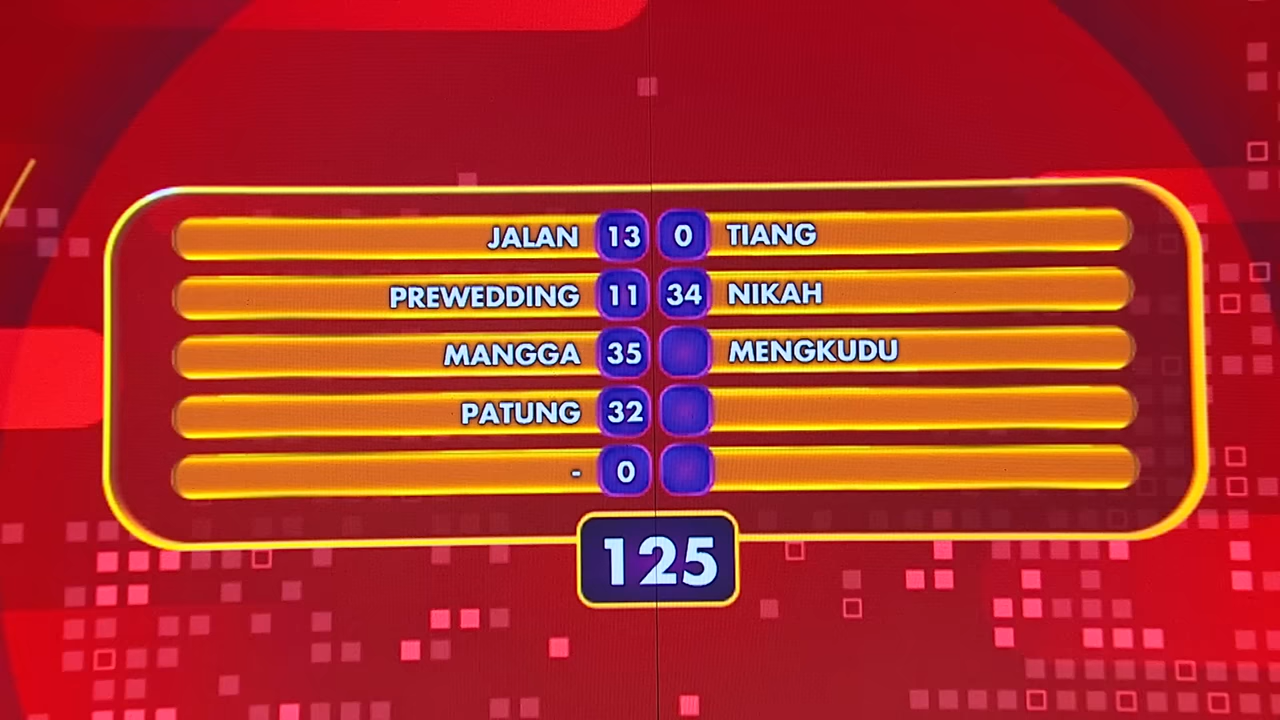 JALAN 13 0 TIANG
PREWEDDING 11 34 NIKAH
MANGGA 35 MENGKUDU
PATUNG 32
- 0
125